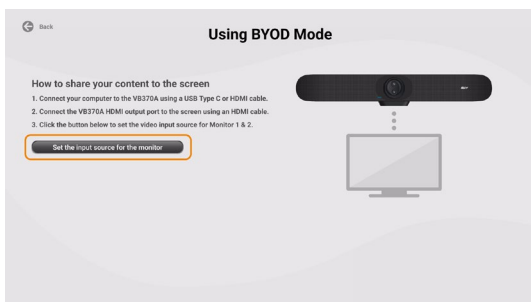 Back
Using BYOD Mode
How to share your content to the screen
1. Connect your computer to the VB370A using a USB Type C or HDMI cable.
2. Connect the VB370A HDMI output port to the screen using an HDMI cable.
3. Click the button below to set the video input source for Monitor 1 & 2.
Set the input source for the monitor